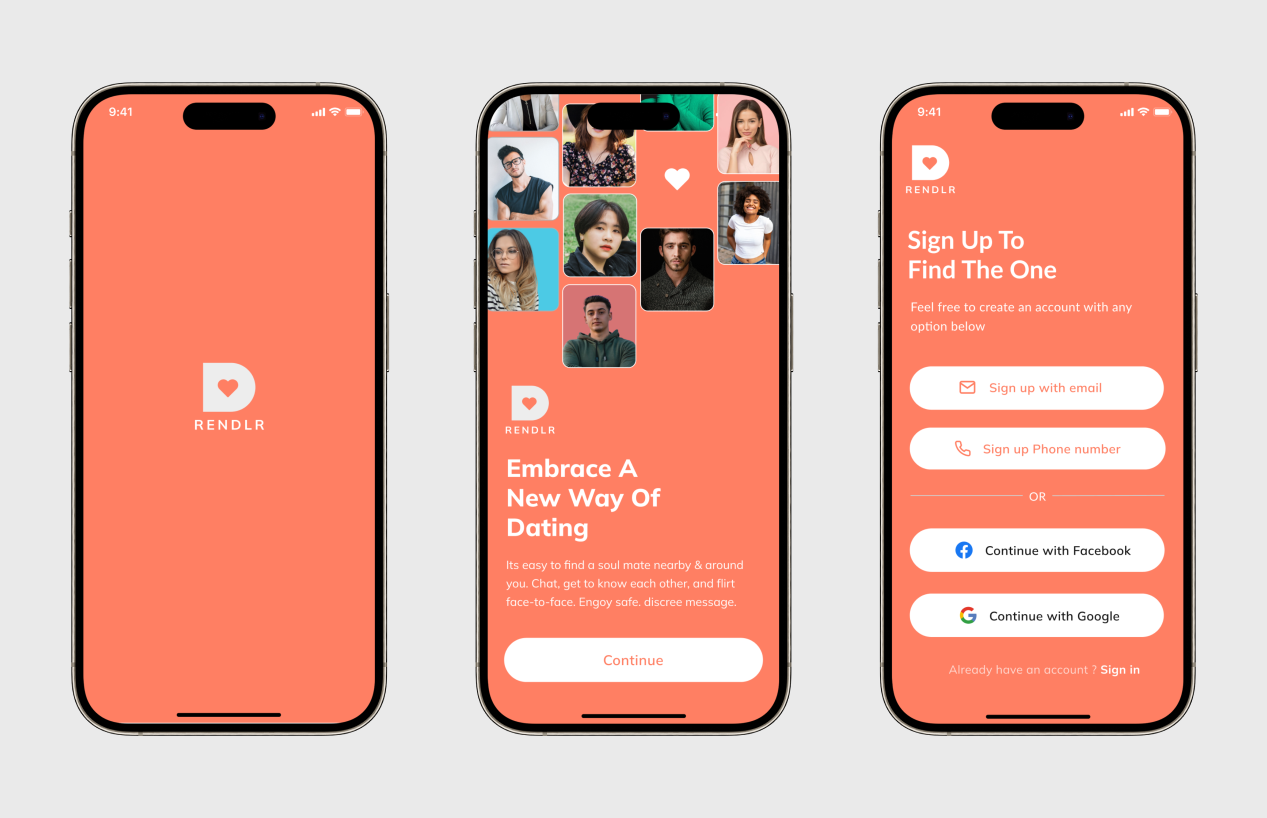 9:41
RENDLR
RENDLR
Embrace A
New Way Of
Dating
Its easy to find a soul mate nearby & around
you. Chat, get to know each other, and flirt
face-to-face. Engoy safe. discree message.
Continue
9:41
RENDLR
Sign Up To
Find The One
Feel free to create an account with any
option below
Sign up with email
Sign up Phone number
OR
Continue with Facebook
Continue with Google
Already have an account ? Sign in